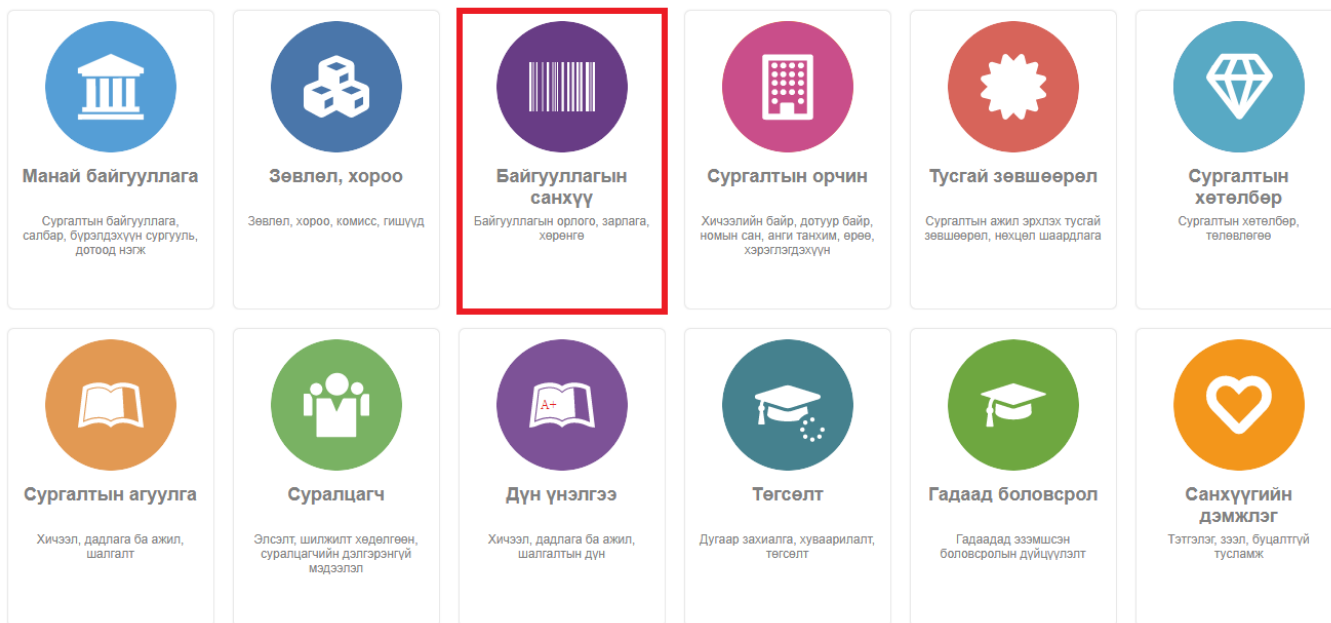 Манай байгууллага
Сургалтын байгууллага,
салбар, бүрэлдэхүүн сургууль,
дотоод нэгж
Зөвлөл, хороо
Зөвлөл, хороо, комисс, гишүүд
Байгууллагын
санхүү
Байгууллагын орлого, зарлага,
хөрөнгө
Сургалтын орчин
Хичээлийн байр, дотуур байр,
номын сан, анги танхим, өрөө,
хэрэглэгдэхүүн
Тусгай зөвшөөрөл
Сургалтын ажил эрхлэх тусгай
зөвшөөрөл, нөхцөл шаардлага
Сургалтын
хөтөлбөр
Сургалтын хөтөлбөр,
төлөвлөгөө
Сургалтын агуулга
Хичээл, дадлага ба ажил,
шалгалт
Суралцагч
Элсэлт, шилжилт хөдөлгөөн,
суралцагчийн дэлгэрэнгүй
мэдээлэл
A+
Дүн үнэлгээ
Хичээл, дадлага ба ажил,
шалгалтын дүн
Төгсөлт
Дугаар захиалга, хуваарилалт,
төгсөлт
Гадаад боловсрол
Гадаадад эзэмшсэн
боловсролын дүйцүүлэлт
Санхүүгийн
дэмжлэг
Тэтгэлэг, зээл, буцалтгүй
тусламж